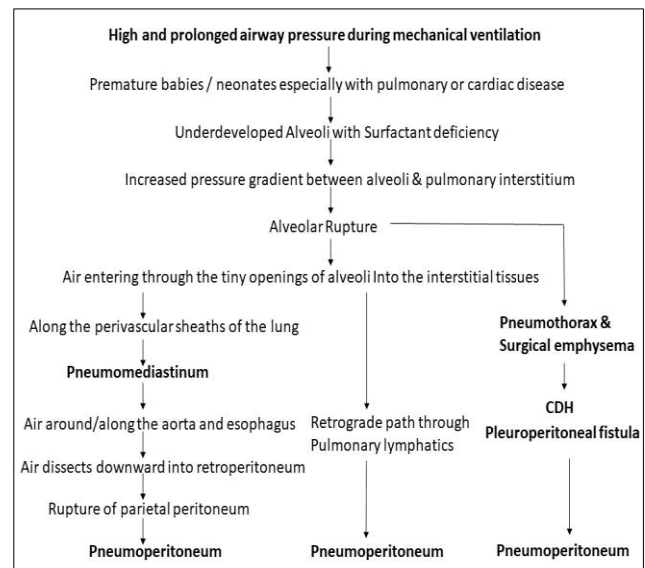 High and prolonged airway pressure during mechanical ventilation
Premature babies / neonates especially with pulmonary or cardiac disease
Underdeveloped Alveoli with Surfactant deficiency
Increased pressure gradient between alveoli & pulmonary interstitium
Alveolar Rupture
Air entering through the tiny openings of alveoli Into the interstitial tissues
Along the perivascular sheaths of the lung
Pneumomediastinum
Air around/along the aorta and esophagus
Air dissects downward into retroperitoneum
Rupture of parietal peritoneum
Pneumoperitoneum
Retrograde path through
Pulmonary lymphatics
Pneumoperitoneum
Pneumothorax &
Surgical emphysema
CDH
Pleuroperitoneal fistula
Pneumoperitoneum